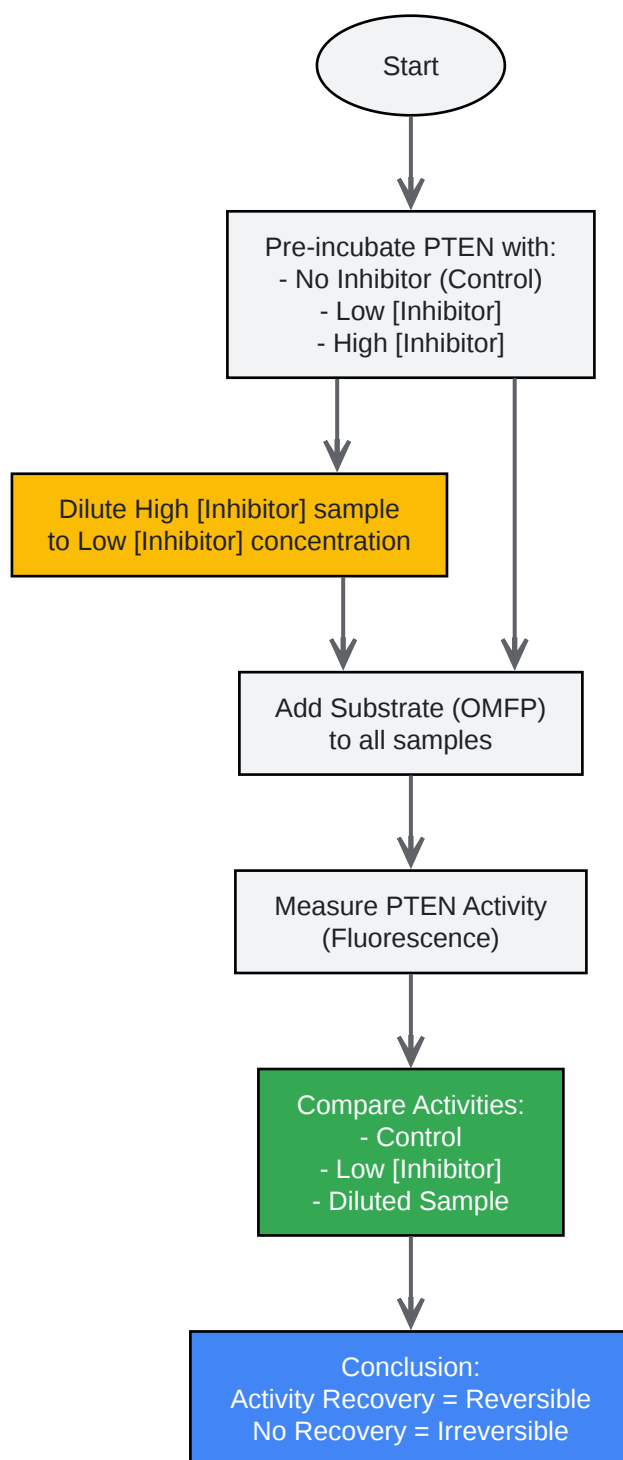 Start
Pre-incubate PTEN with:
- No Inhibitor (Control)
- Low [Inhibitor]
- High [Inhibitor]
Dilute High [Inhibitor] sample
to Low [Inhibitor] concentration
Add Substrate (OMFP)
to all samples
Measure PTEN Activity
(Fluorescence)
Compare Activities:
- Control
- Low [Inhibitor]
- Diluted Sample
Conclusion:
Activity Recovery = Reversible
No Recovery = Irreversible